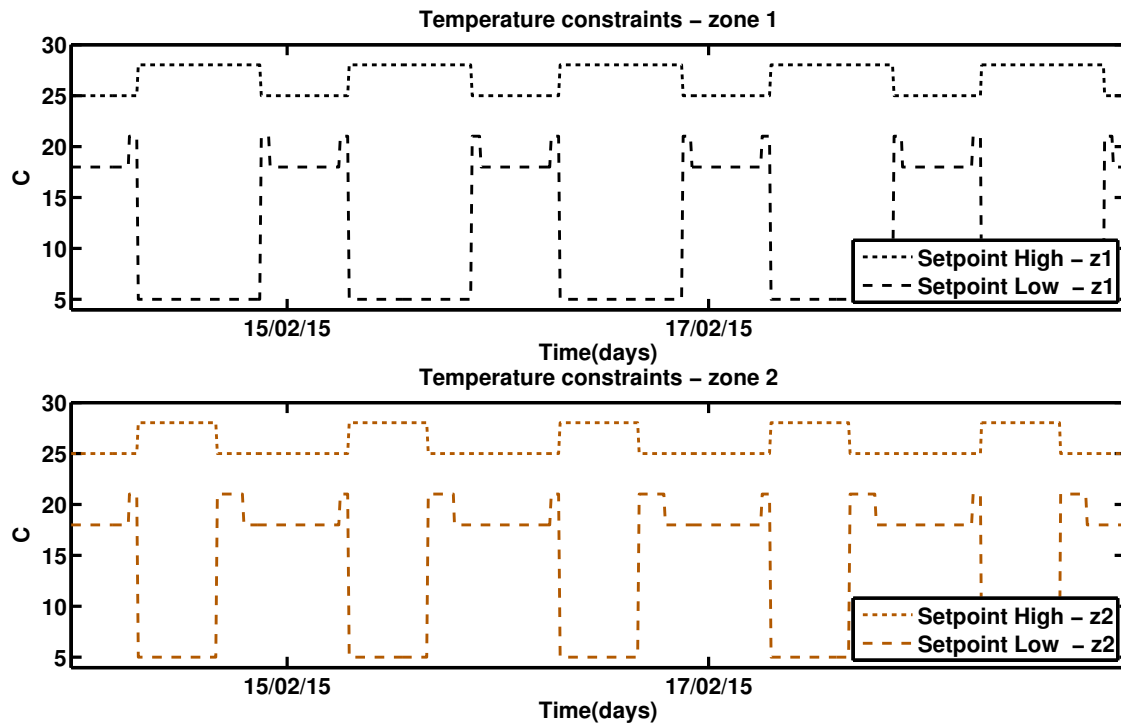 Temperature constraints − zone 1
30
25
20
15
10
5
C
Setpoint High − z1
Setpoint Low − z1
15/02/15 17/02/15
Time(days)
Temperature constraints − zone 2
30
25
20
15
10
5
C
Setpoint High − z2
Setpoint Low − z2
15/02/15 17/02/15
Time(days)